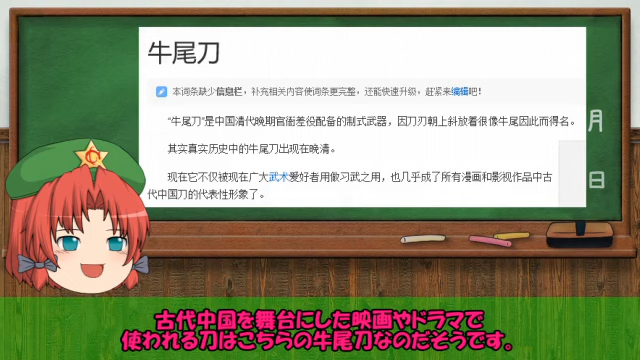 牛尾刀
本词条缺少信息栏，补充相关内容使词条更完整，还能快速升级，赶紧来编辑吧！
“牛尾刀”是中国清代晚期官衙差役配备的制式武器，因刀刃朝上斜放着很像牛尾因此而得名。
其实真实历史中的牛尾刀出现在晚清。
现在它不仅被现在广大武术爱好者用做习武之用，也几乎成了所有漫画和影视作品中古
代中国刀的代表性形象了。
月
日
古代中国を舞台にした映画やドラマで
使われる刀はこちらの牛尾刀なのだそうです。